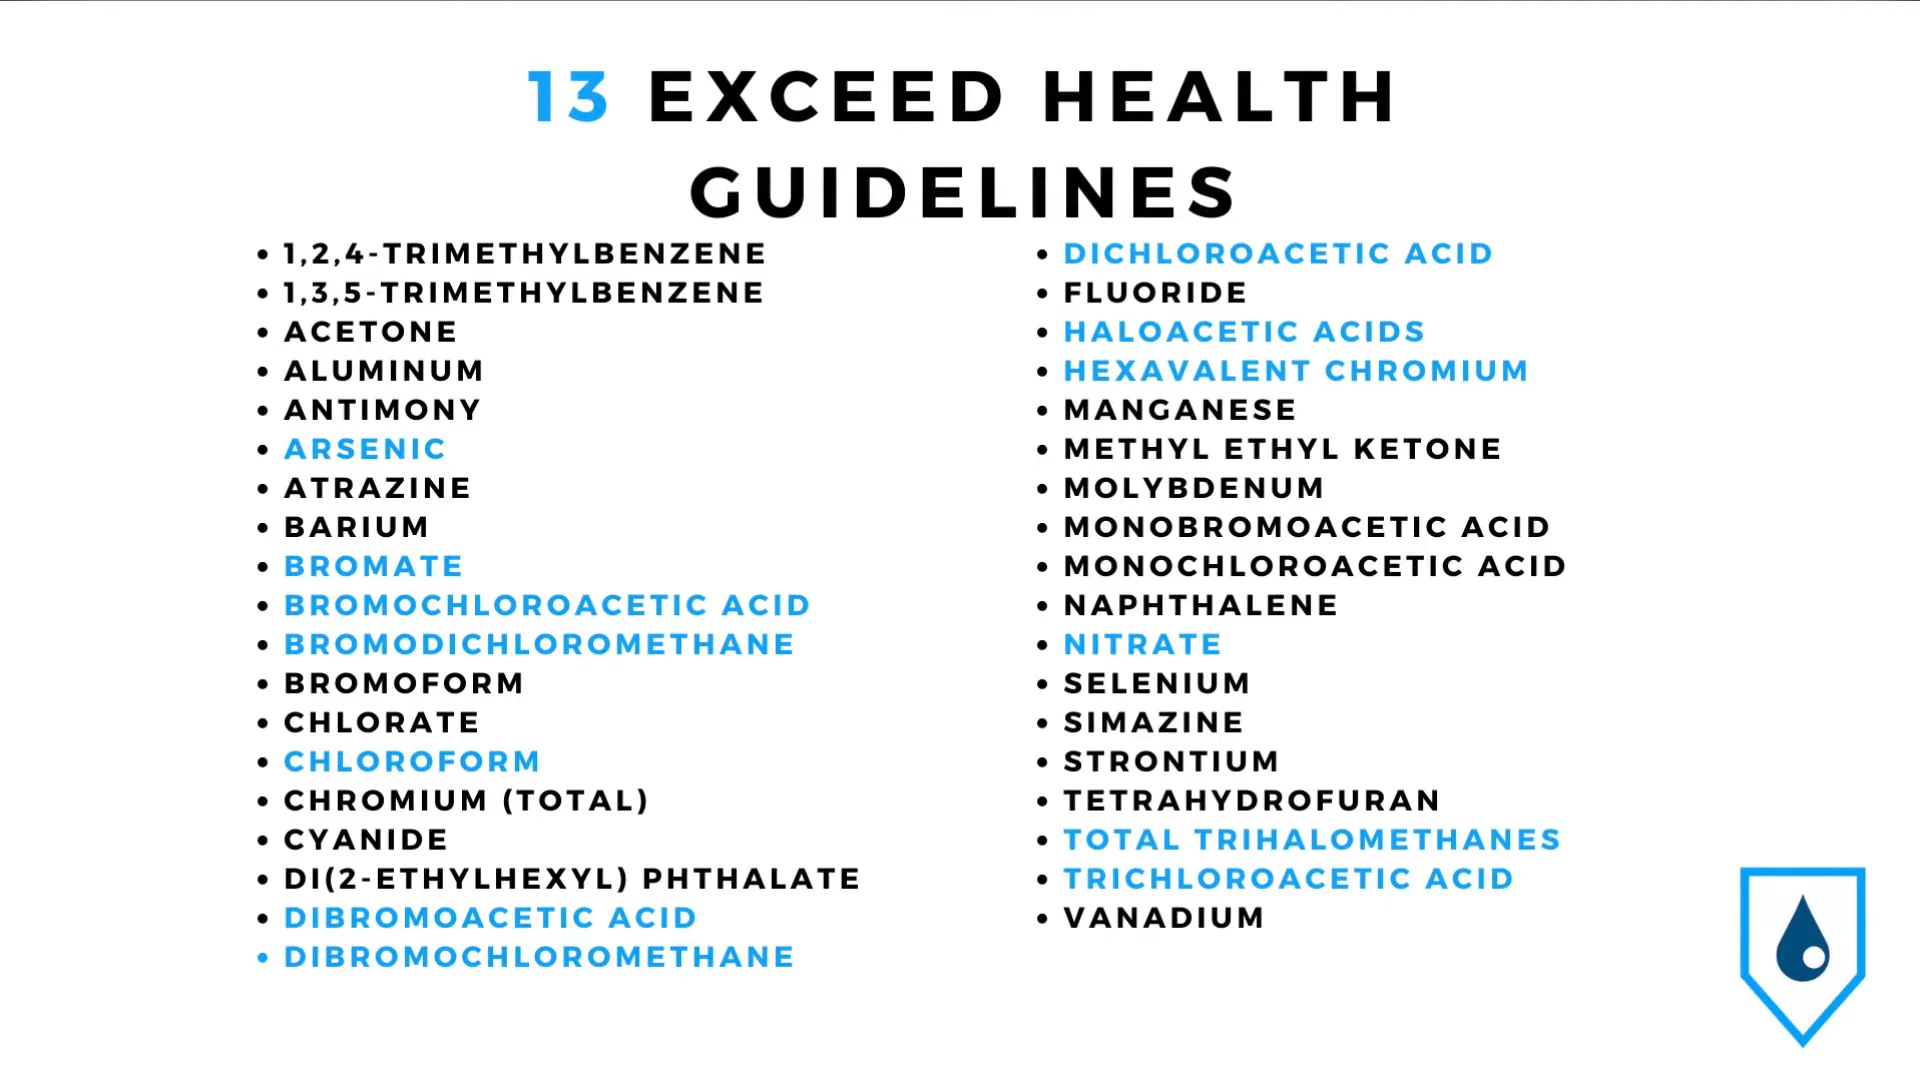 13 EXCEED HEALTH
GUIDELINES
• 1,2,4-TRIMETHYLBENZENE
• 1,3,5-TRIMETHYLBENZENE
• ACETONE
• ALUMINUM
• ANTIMONY
• ARSENIC
• ATRAZINE
• BARIUM
• BROMATE
• BROMOCHLOROACETIC ACID
• BROMODICHLOROMETHANE
• BROMOFORM
• CHLORATE
• CHLOROFORM
• CHROMIUM (TOTAL)
• CYANIDE
• DI(2-ETHYLHEXYL) PHTHALATE
• DIBROMOACETIC ACID
• DIBROMOCHLOROMETHANE
• DICHLOROACETIC ACID
• FLUORIDE
• HALOACETIC ACIDS
• HEXAVALENT CHROMIUM
• MANGANESE
• METHYL ETHYL KETONE
• MOLYBDENUM
• MONOBROMOACETIC ACID
• MONOCHLOROACETIC ACID
• NAPHTHALENE
• NITRATE
• SELENIUM
• SIMAZINE
• STRONTIUM
• TETRAHYDROFURAN
• TOTAL TRIHALOMETHANES
• TRICHLOROACETIC ACID
• VANADIUM